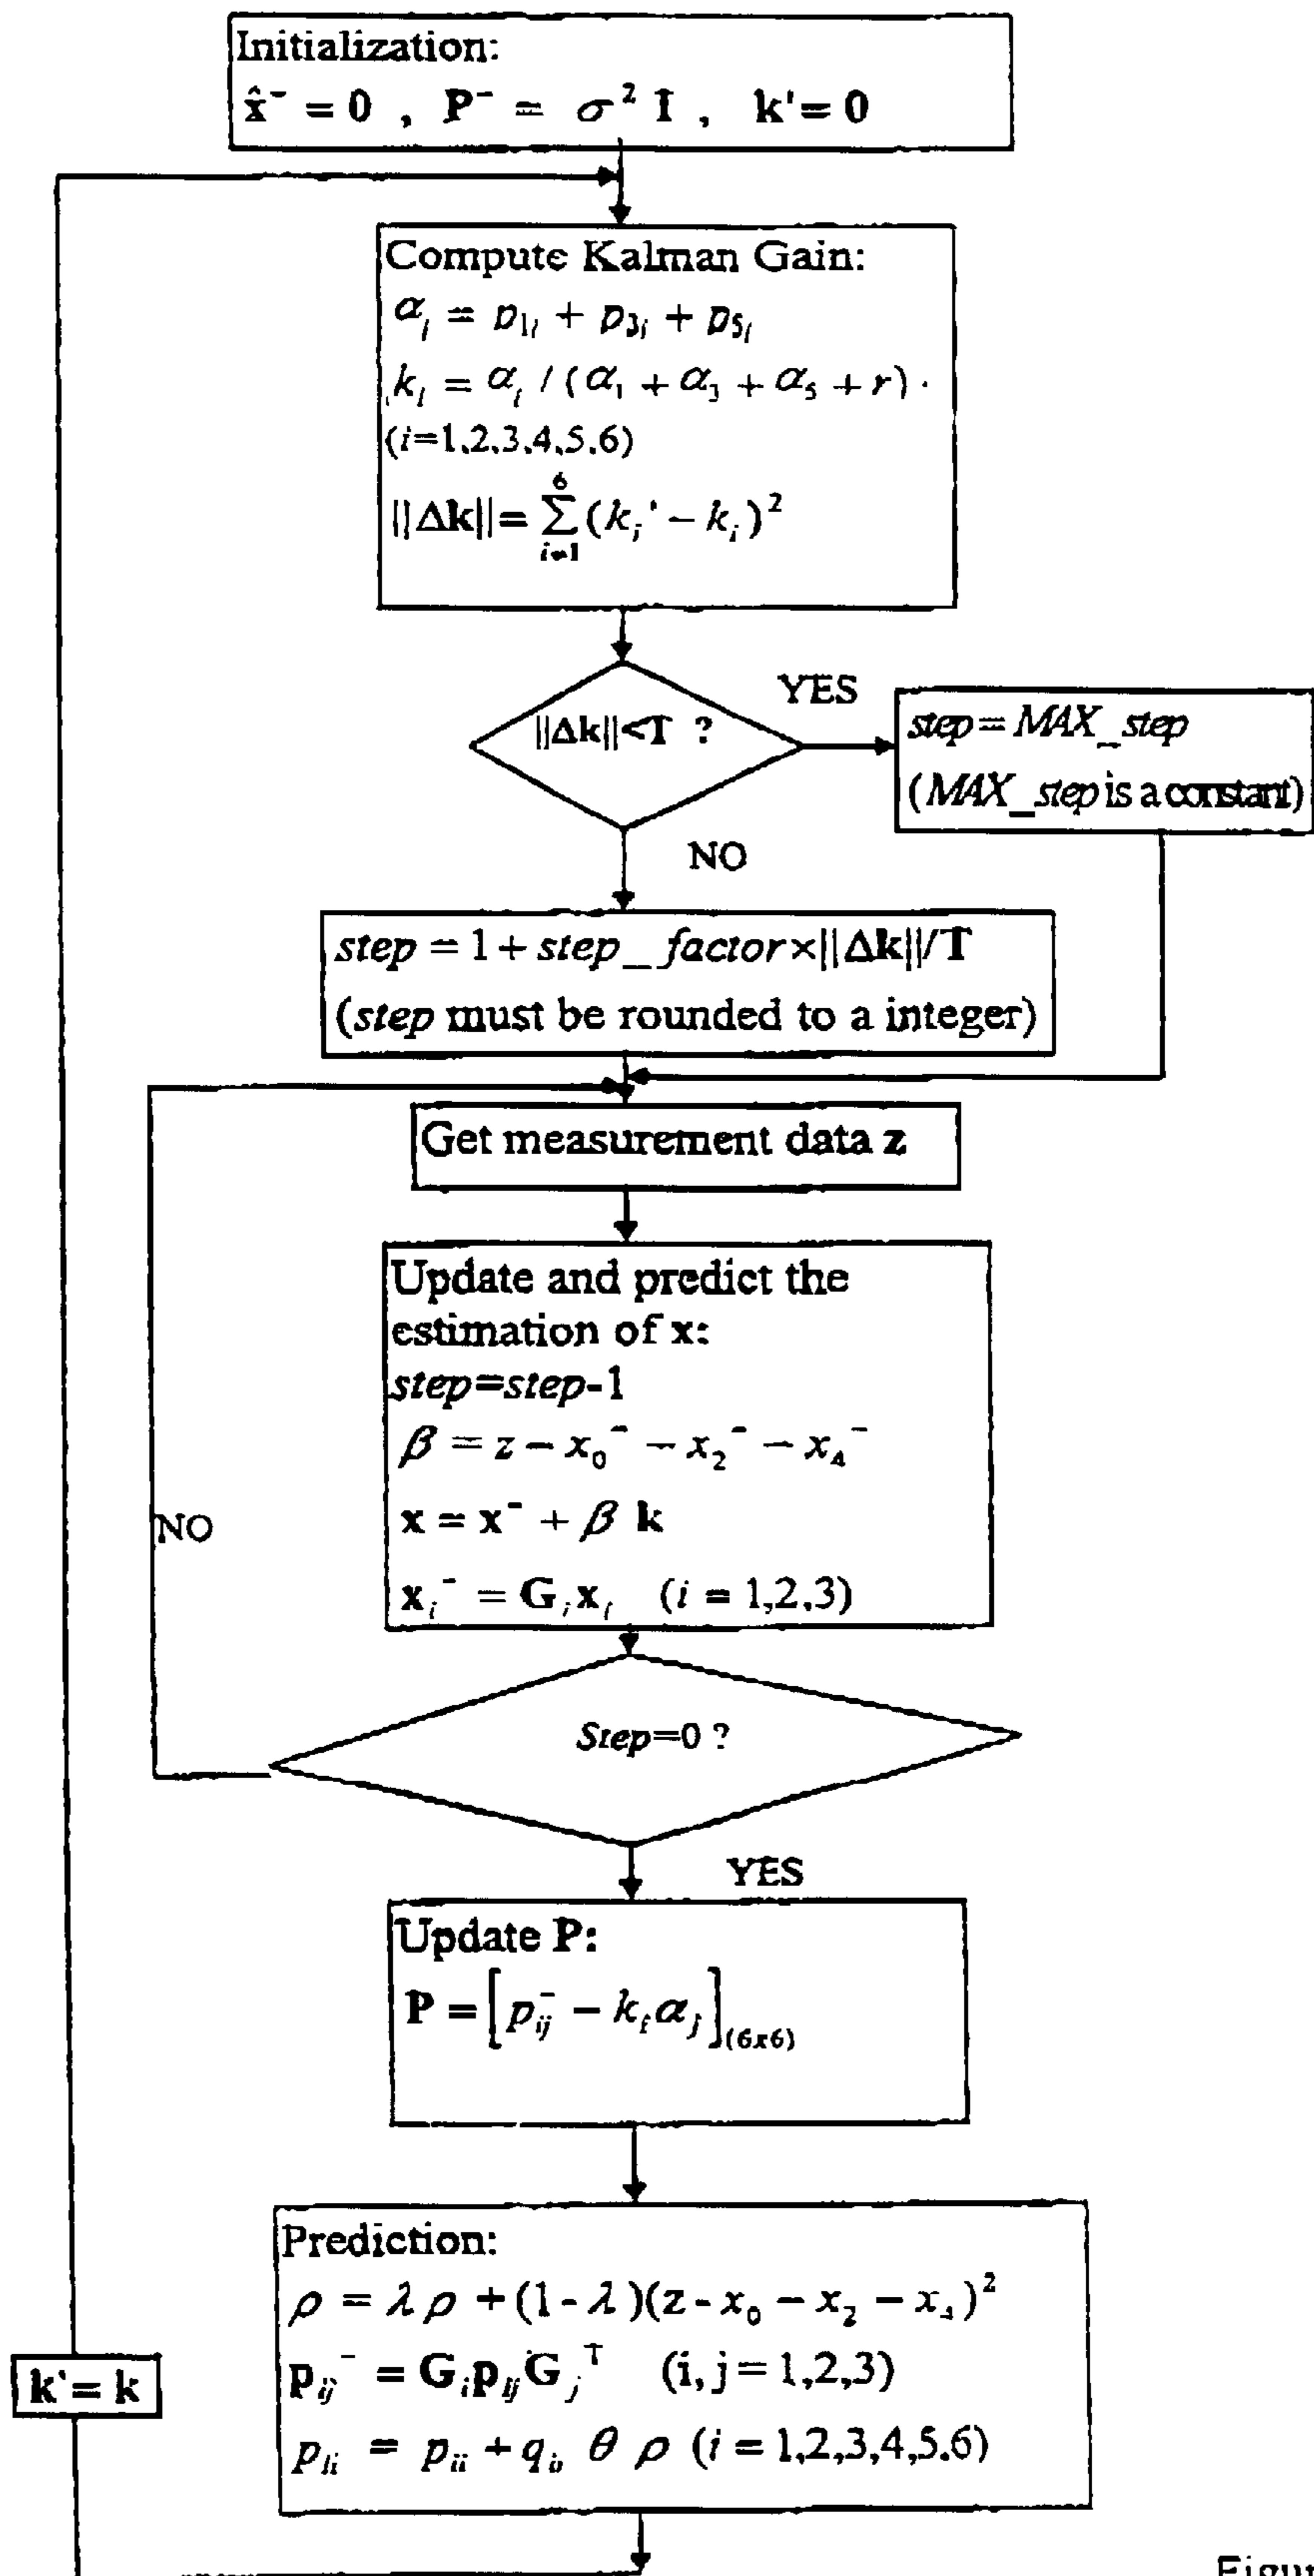 Initialization:
x̂⁻ = 0 , P⁻ = σ² I , k'= 0
Compute Kalman Gain:
αᵢ = p₁ᵢ + p₃ᵢ + p₅ᵢ
kᵢ = αᵢ / (α₁ + α₃ + α₅ + r) .
(i=1,2,3,4,5,6)
||Δk||= Σ_{i=1}^{6} (kᵢ' - kᵢ)²
||Δk||<T ?
YES
step = MAX_step
(MAX_step is a constant)
NO
step = 1 + step_factor×||Δk||/T
(step must be rounded to a integer)
Get measurement data z
Update and predict the
estimation of x:
step=step-1
β = z − x₀⁻ − x₂⁻ − x₄⁻
x = x⁻ + β k
xᵢ⁻ = Gᵢxᵢ (i = 1,2,3)
NO
Step=0 ?
YES
Update P:
P = [pᵢⱼ⁻ − kᵢαⱼ]₍₆ₓ₆₎
Prediction:
ρ = λ ρ + (1- λ )(z - x₀ − x₂ − x₄)²
pᵢⱼ⁻ = GᵢpᵢⱼGⱼᵀ (i, j = 1,2,3)
pᵢᵢ = pᵢᵢ + qᵢₒ θ ρ (i = 1,2,3,4,5,6)
k'= k